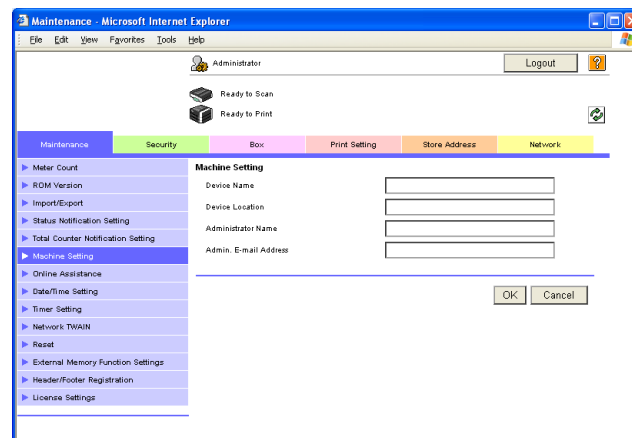 Maintenance - Microsoft Internet Explorer
File Edit View Favorites Tools Help
Administrator
Logout
?
Ready to Scan
Ready to Print
Maintenance Security Box Print Setting Store Address Network
Meter Count
ROM Version
Import/Export
Status Notification Setting
Total Counter Notification Setting
Machine Setting
Online Assistance
Date/Time Setting
Timer Setting
Network TWAIN
Reset
External Memory Function Settings
Header/Footer Registration
License Settings
Machine Setting
Device Name
Device Location
Administrator Name
Admin. E-mail Address
OK Cancel